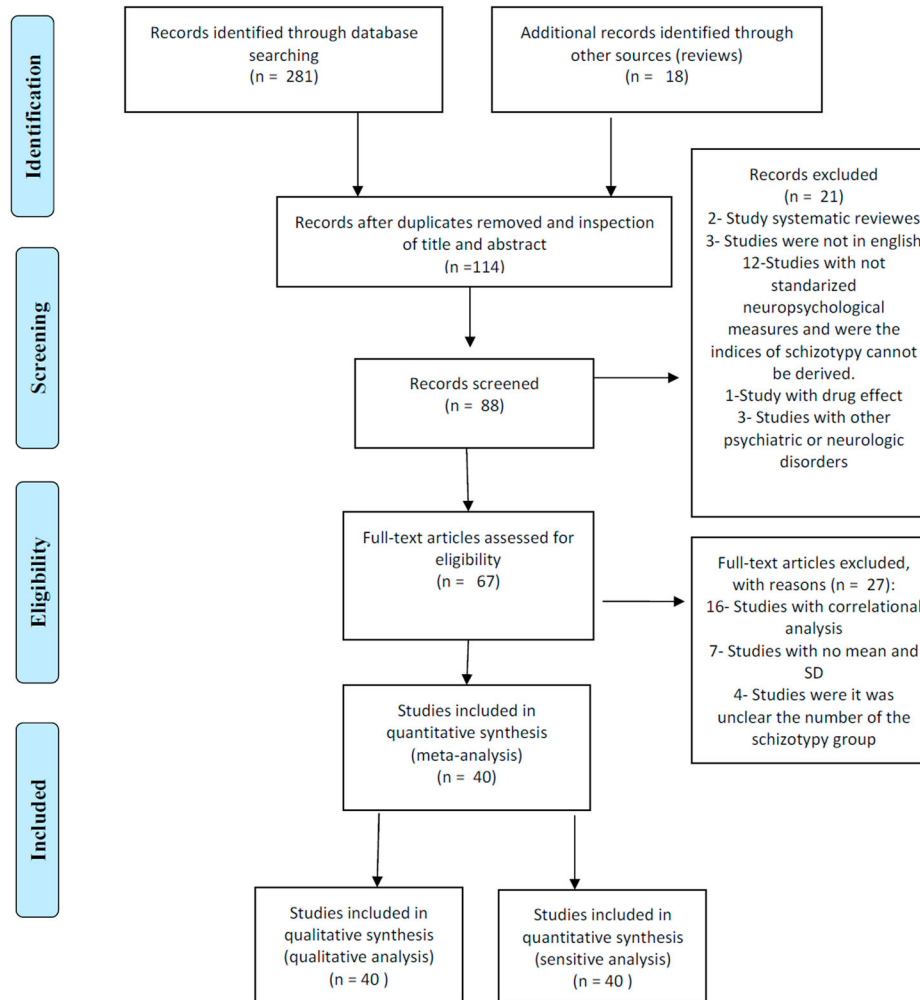 Identification
Records identified through database
searching
(n = 281)
Additional records identified through
other sources (reviews)
(n = 18)
Records after duplicates removed and inspection
of title and abstract
(n =114)
Screening
Records screened
(n = 88)
Records excluded
(n = 21)
2- Study systematic reviewes
3- Studies were not in english
12-Studies with not
standarized
neuropsychological
measures and were the
indices of schizotypy cannot
be derived.
1-Study with drug effect
3- Studies with other
psychiatric or neurologic
disorders
Eligibility
Full-text articles assessed for
eligibility
(n = 67)
Full-text articles excluded,
with reasons (n = 27):
16- Studies with correlational
analysis
7- Studies with no mean and
SD
4- Studies were it was
unclear the number of the
schizotypy group
Included
Studies included in
quantitative synthesis
(meta-analysis)
(n = 40)
Studies included in
qualitative synthesis
(qualitative analysis)
(n = 40 )
Studies included in
quantitative synthesis
(sensitive analysis)
(n = 40 )